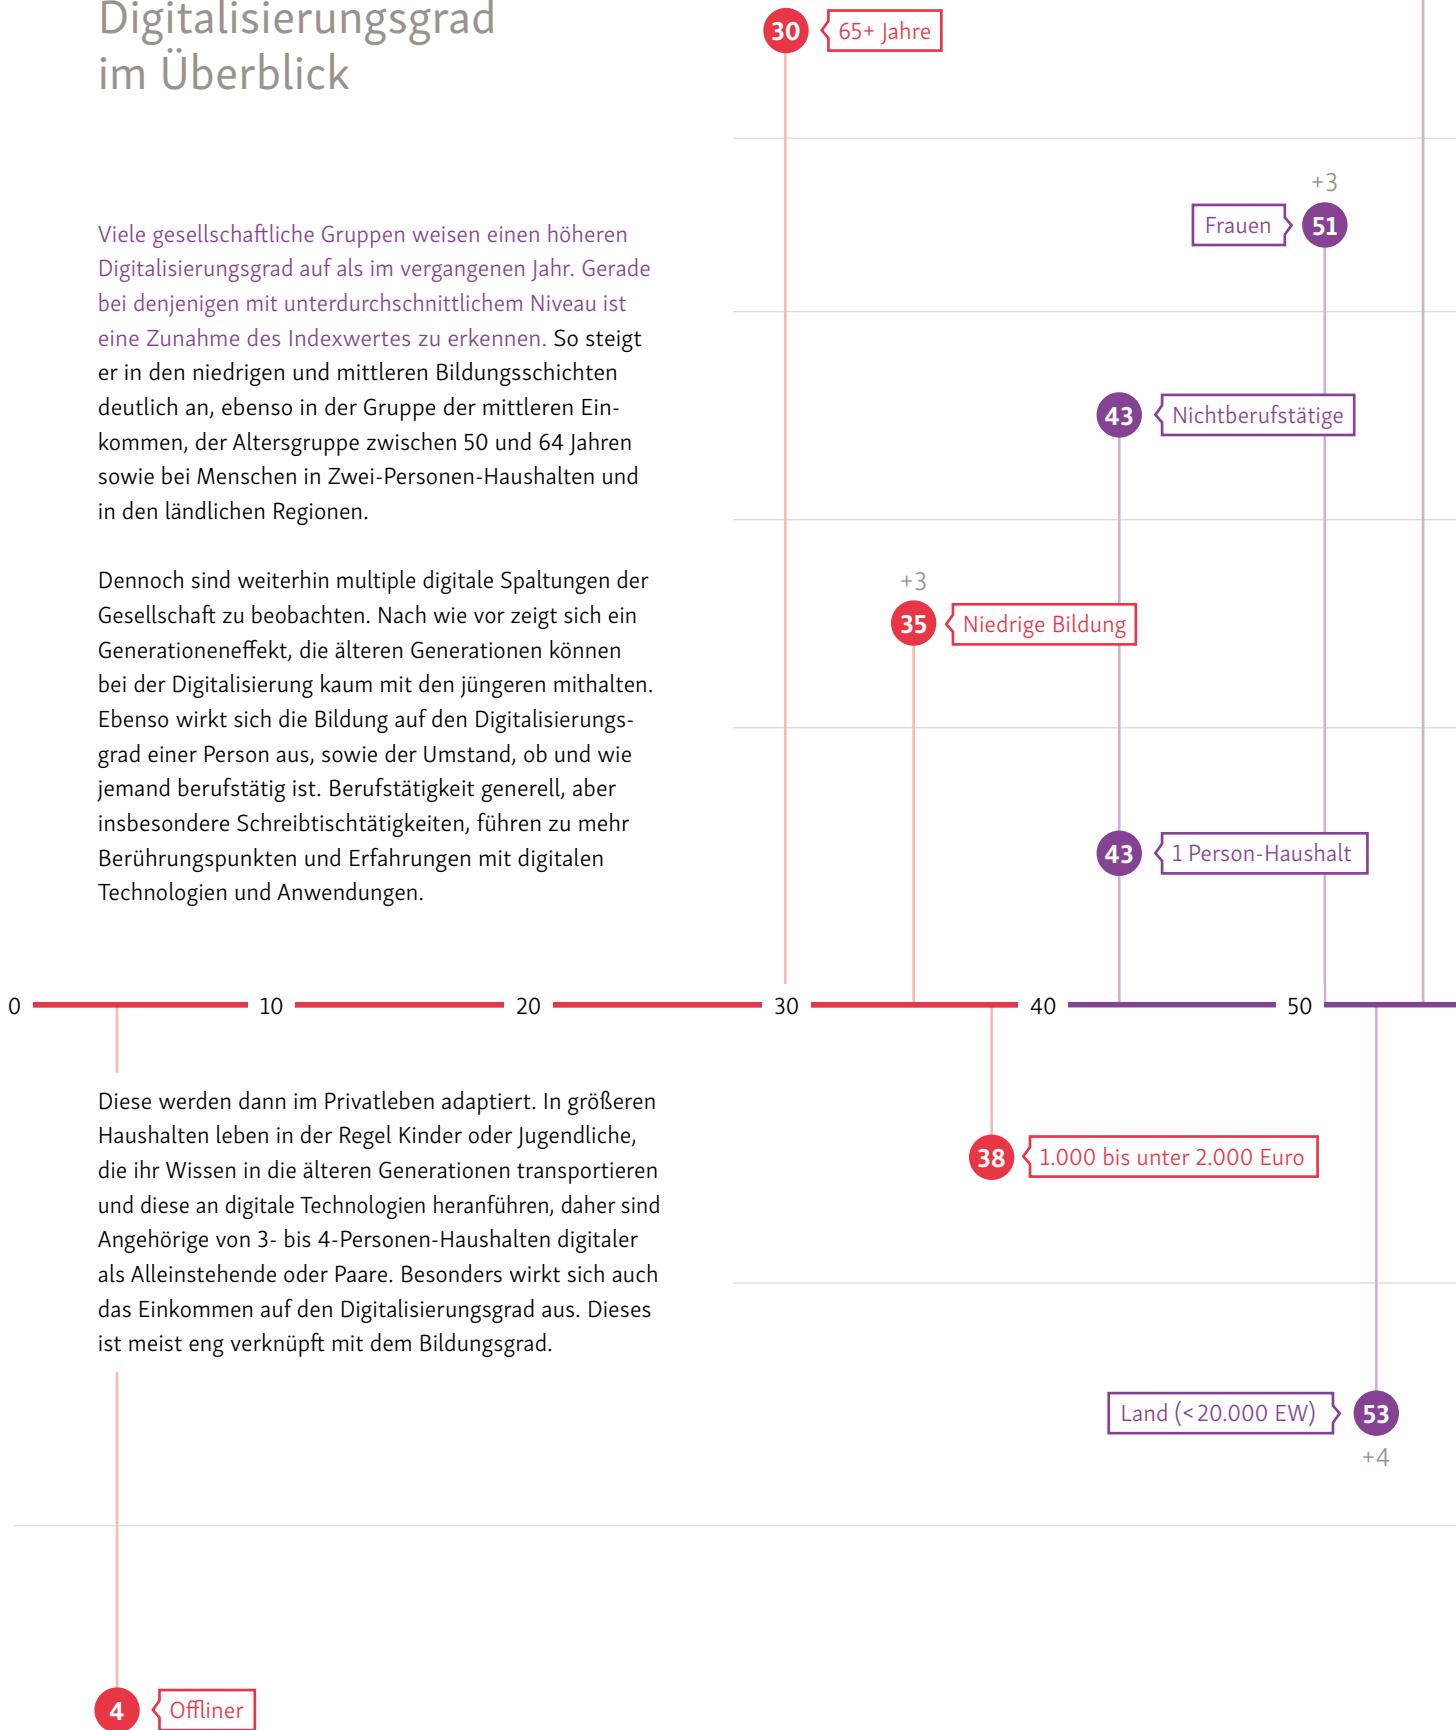 Digitalisierungsgrad
im Überblick
Viele gesellschaftliche Gruppen weisen einen höheren
Digitalisierungsgrad auf als im vergangenen Jahr. Gerade
bei denjenigen mit unterdurchschnittlichem Niveau ist
eine Zunahme des Indexwertes zu erkennen. So steigt
er in den niedrigen und mittleren Bildungsschichten
deutlich an, ebenso in der Gruppe der mittleren Ein-
kommen, der Altersgruppe zwischen 50 und 64 Jahren
sowie bei Menschen in Zwei-Personen-Haushalten und
in den ländlichen Regionen.
Dennoch sind weiterhin multiple digitale Spaltungen der
Gesellschaft zu beobachten. Nach wie vor zeigt sich ein
Generationeneffekt, die älteren Generationen können
bei der Digitalisierung kaum mit den jüngeren mithalten.
Ebenso wirkt sich die Bildung auf den Digitalisierungs-
grad einer Person aus, sowie der Umstand, ob und wie
jemand berufstätig ist. Berufstätigkeit generell, aber
insbesondere Schreibtischtätigkeiten, führen zu mehr
Berührungspunkten und Erfahrungen mit digitalen
Technologien und Anwendungen.
30 65+ Jahre
+3
Frauen 51
43 Nichtberufstätige
+3
35 Niedrige Bildung
43 1 Person-Haushalt
0 10 20 30 40 50
Diese werden dann im Privatleben adaptiert. In größeren
Haushalten leben in der Regel Kinder oder Jugendliche,
die ihr Wissen in die älteren Generationen transportieren
und diese an digitale Technologien heranführen, daher sind
Angehörige von 3- bis 4-Personen-Haushalten digitaler
als Alleinstehende oder Paare. Besonders wirkt sich auch
das Einkommen auf den Digitalisierungsgrad aus. Dieses
ist meist eng verknüpft mit dem Bildungsgrad.
38 1.000 bis unter 2.000 Euro
Land (<20.000 EW) 53
+4
4 Offliner